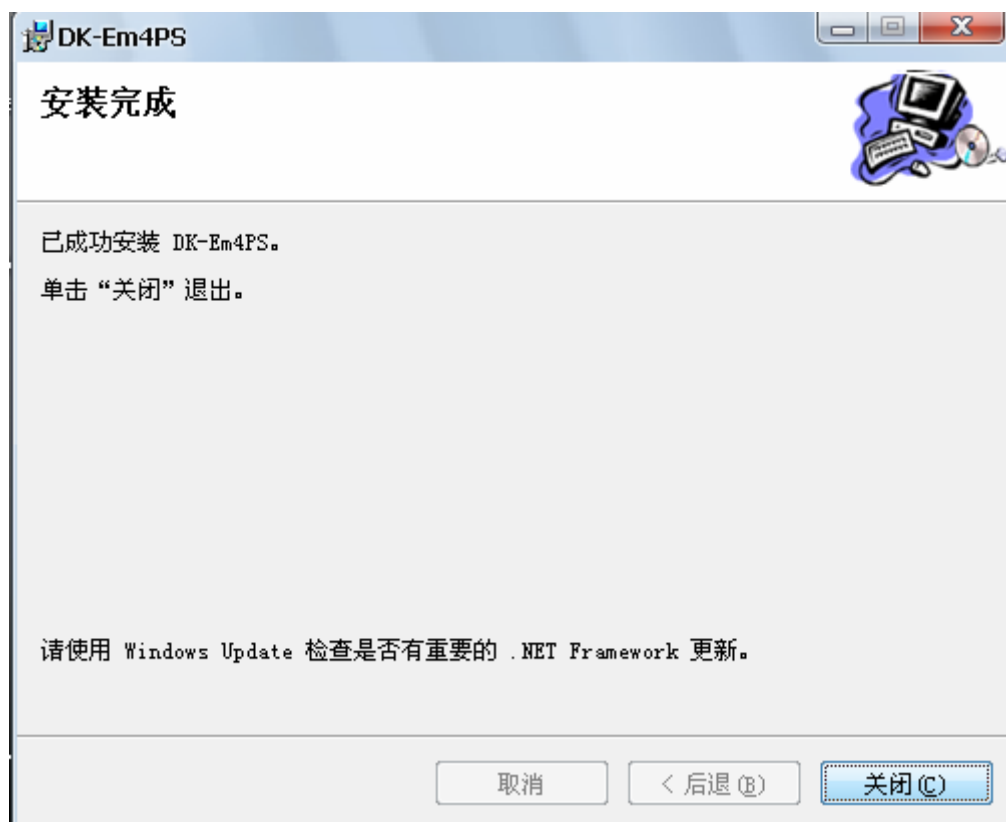 DK-Em4PS
安装完成
已成功安装 DK-Em4PS。
单击“关闭”退出。
请使用 Windows Update 检查是否有重要的 .NET Framework 更新。
取消
< 后退(B)
关闭(C)